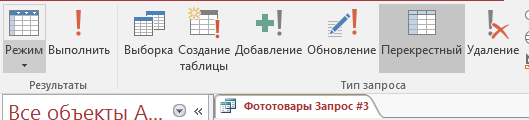 Режим Выполнить Выборка Создание таблицы Добавление Обновление Перекрестный Удаление
Результаты Тип запроса
Все объекты A... « Фототовары Запрос #3